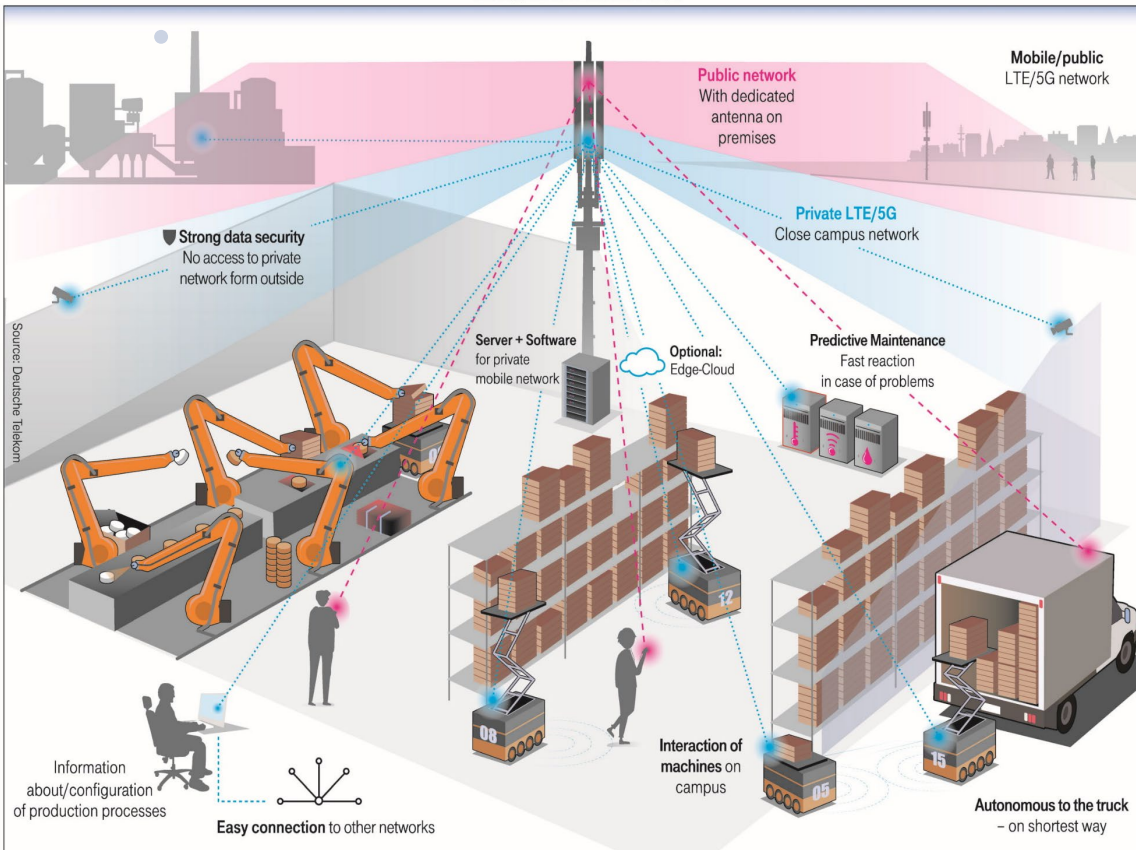 Mobile/public
LTE/5G network
Public network
With dedicated
antenna on
premises
Private LTE/5G
Close campus network
Strong data security
No access to private
network form outside
Source: Deutsche Telekom
Server + Software
for private
mobile network
Optional:
Edge-Cloud
Predictive Maintenance
Fast reaction
in case of problems
12
08
05
15
Interaction of
machines on
campus
Information
about/configuration
of production processes
Easy connection to other networks
Autonomous to the truck
– on shortest way